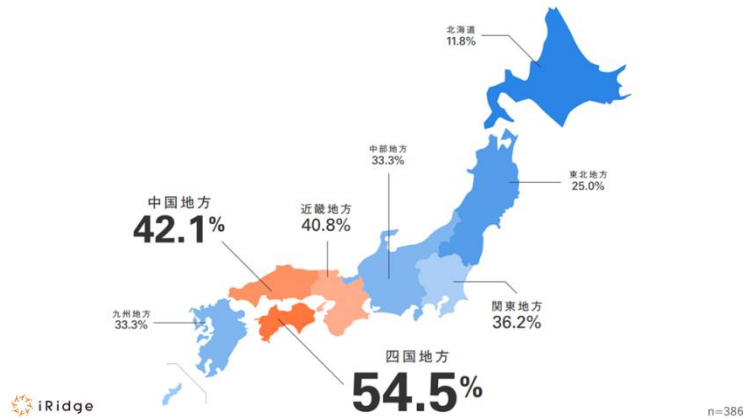 北海道
11.8%
中部地方
33.3%
東北地方
25.0%
中国地方
42.1%
近畿地方
40.8%
九州地方
33.3%
関東地方
36.2%
四国地方
54.5%
iRidge
n=386